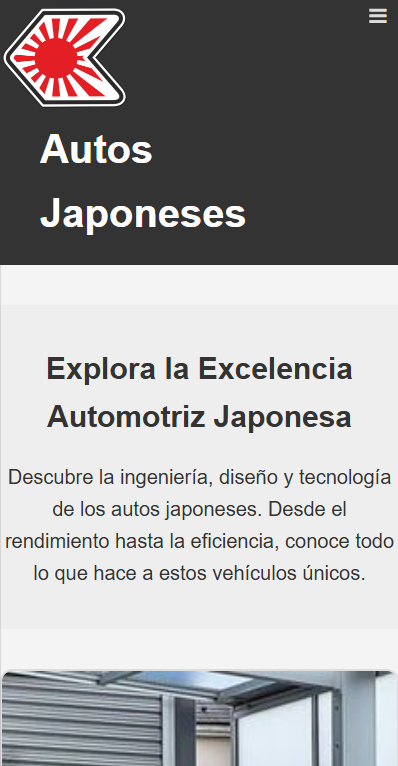 Autos
Japoneses
Explora la Excelencia
Automotriz Japonesa
Descubre la ingeniería, diseño y tecnología
de los autos japoneses. Desde el
rendimiento hasta la eficiencia, conoce todo
lo que hace a estos vehículos únicos.